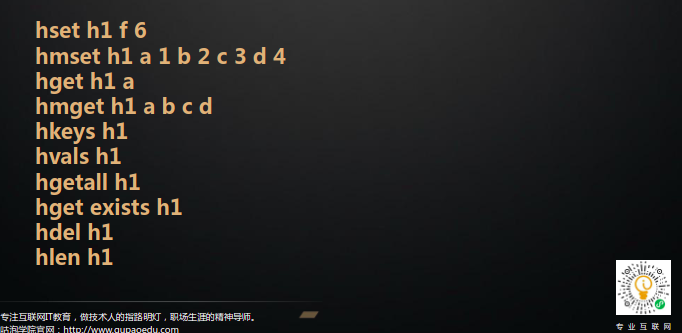 hset h1 f 6
hmset h1 a 1 b 2 c 3 d 4
hget h1 a
hmget h1 a b c d
hkeys h1
hvals h1
hgetall h1
hget exists h1
hdel h1
hlen h1
专注互联网IT教育，做技术人的指路明灯，职场生涯的精神导师。
咕泡学院官网：http://www.gupaoedu.com
专业互联网